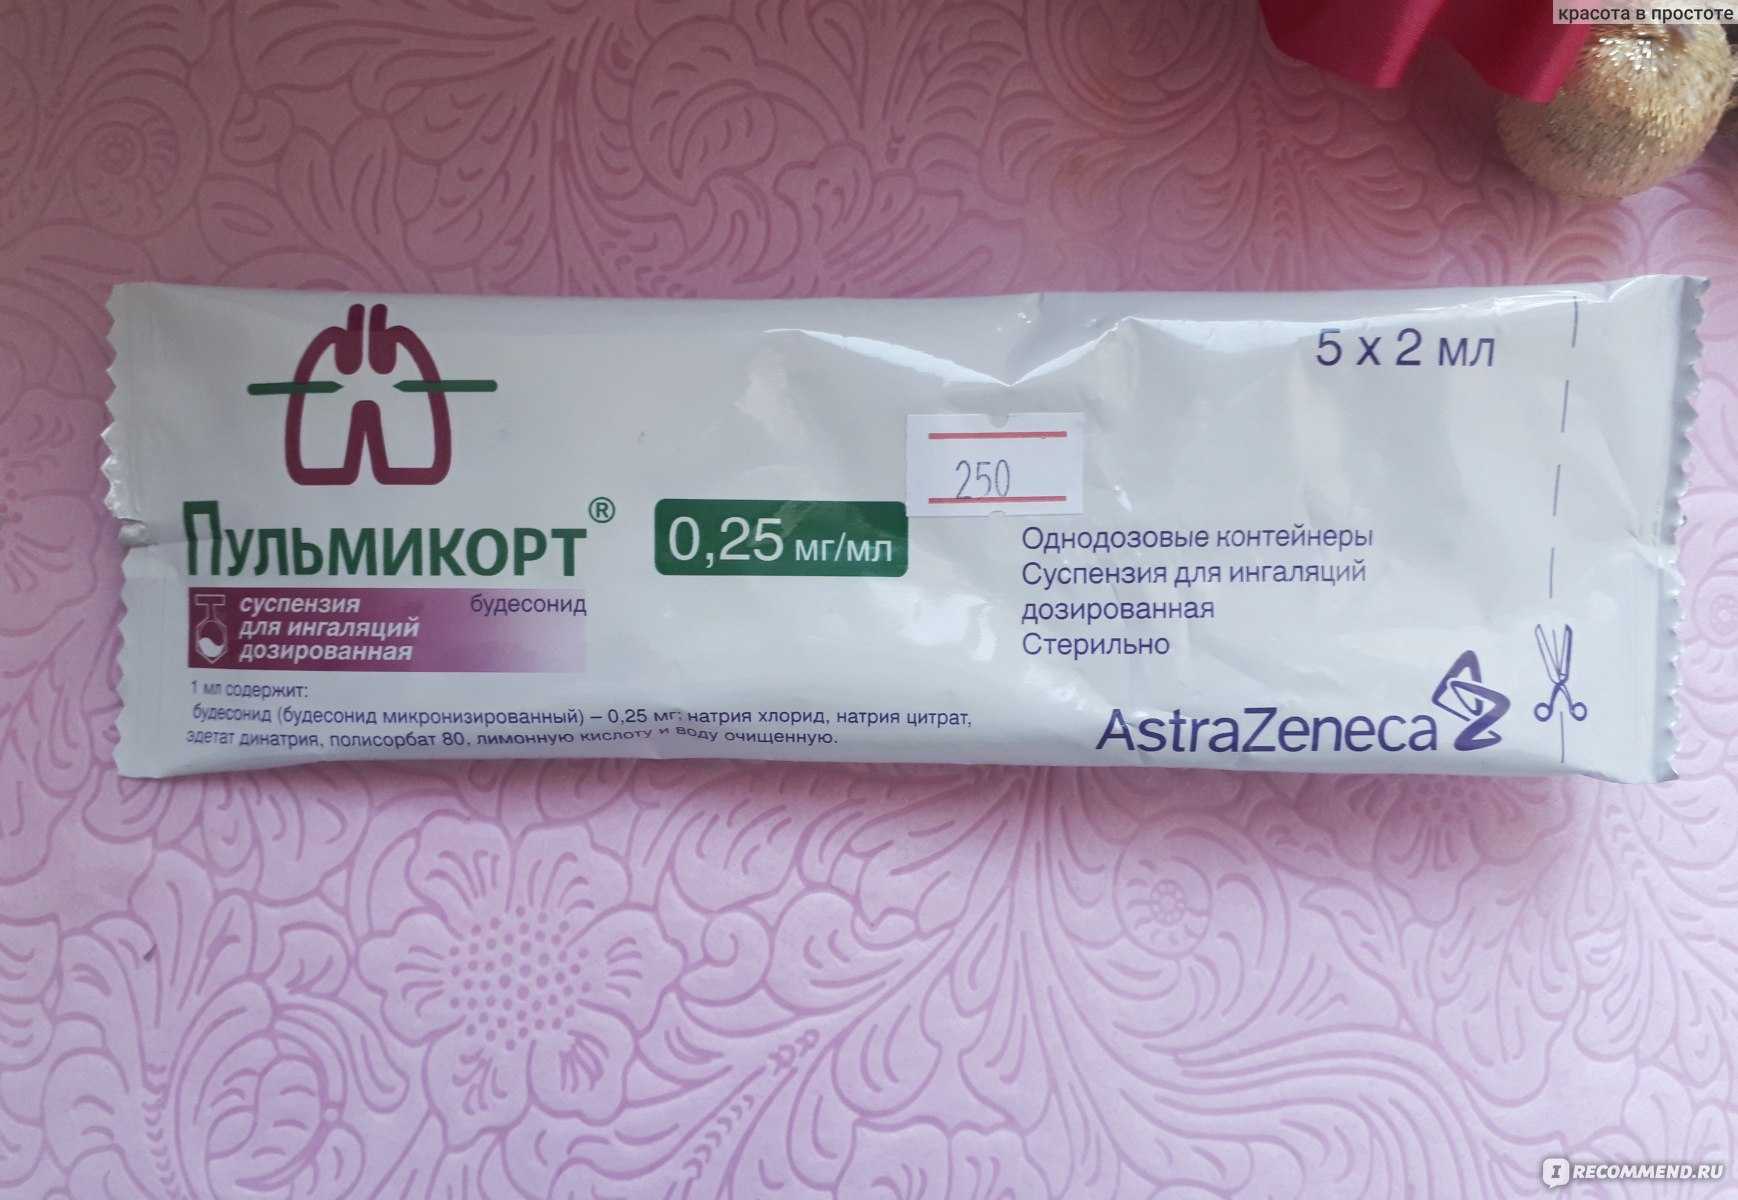 красота в простоте
5 x 2 мл
250
Пульмикорт®
0,25 мг/мл
суспензия
для ингаляций
дозированная
будесонид
1 мл содержит:
будесонид (будесонид микронизированный) – 0,25 мг; натрия хлорид, натрия цитрат,
эдетат динатрия, полисорбат 80, лимонную кислоту и воду очищенную.
Однодозовые контейнеры
Суспензия для ингаляций
дозированная
Стерильно
AstraZeneca
IRECOMMEND.RU